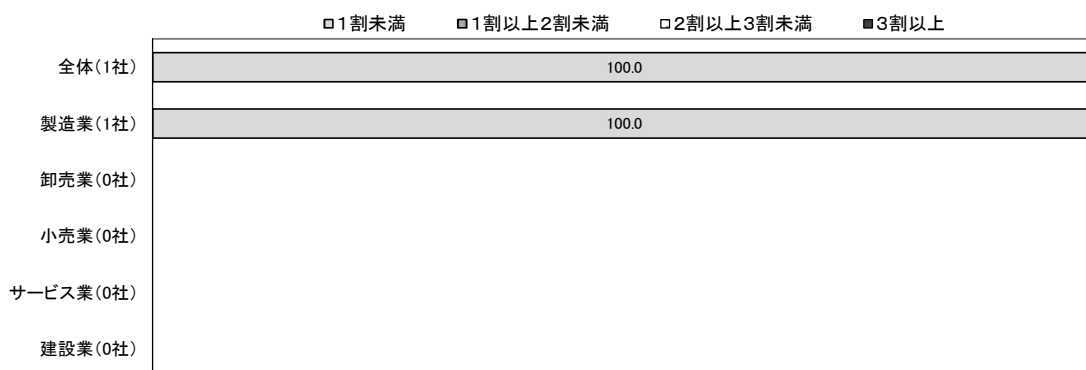 １割未満 １割以上２割未満 ２割以上３割未満 ３割以上
全体（1社） 100.0
製造業（1社） 100.0
卸売業（0社）
小売業（0社）
サービス業（0社）
建設業（0社）